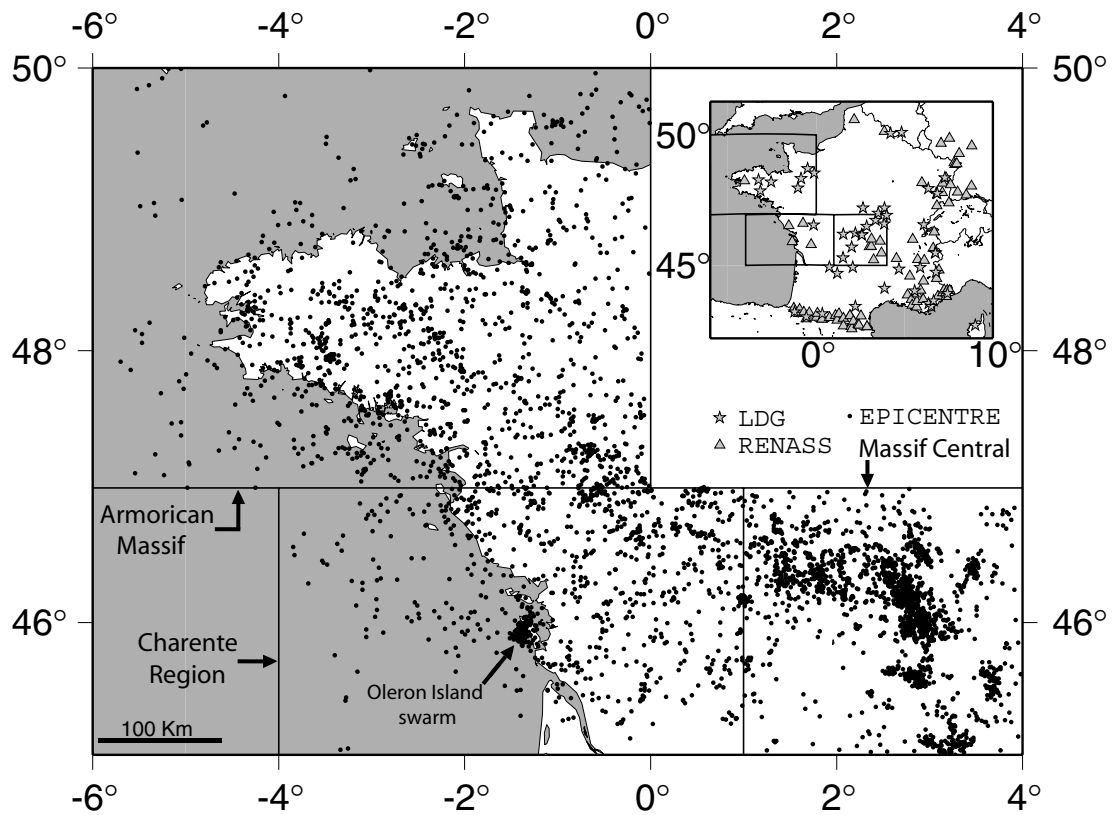 -6° -4° -2° 0° 2° 4°
50° 50°
50°
45°
0° 10°
48° 48°
LDG EPICENTRE
RENASS Massif Central
Armorican
Massif
46° 46°
Charente
Region
Oleron Island
swarm
100 Km
-6° -4° -2° 0° 2° 4°